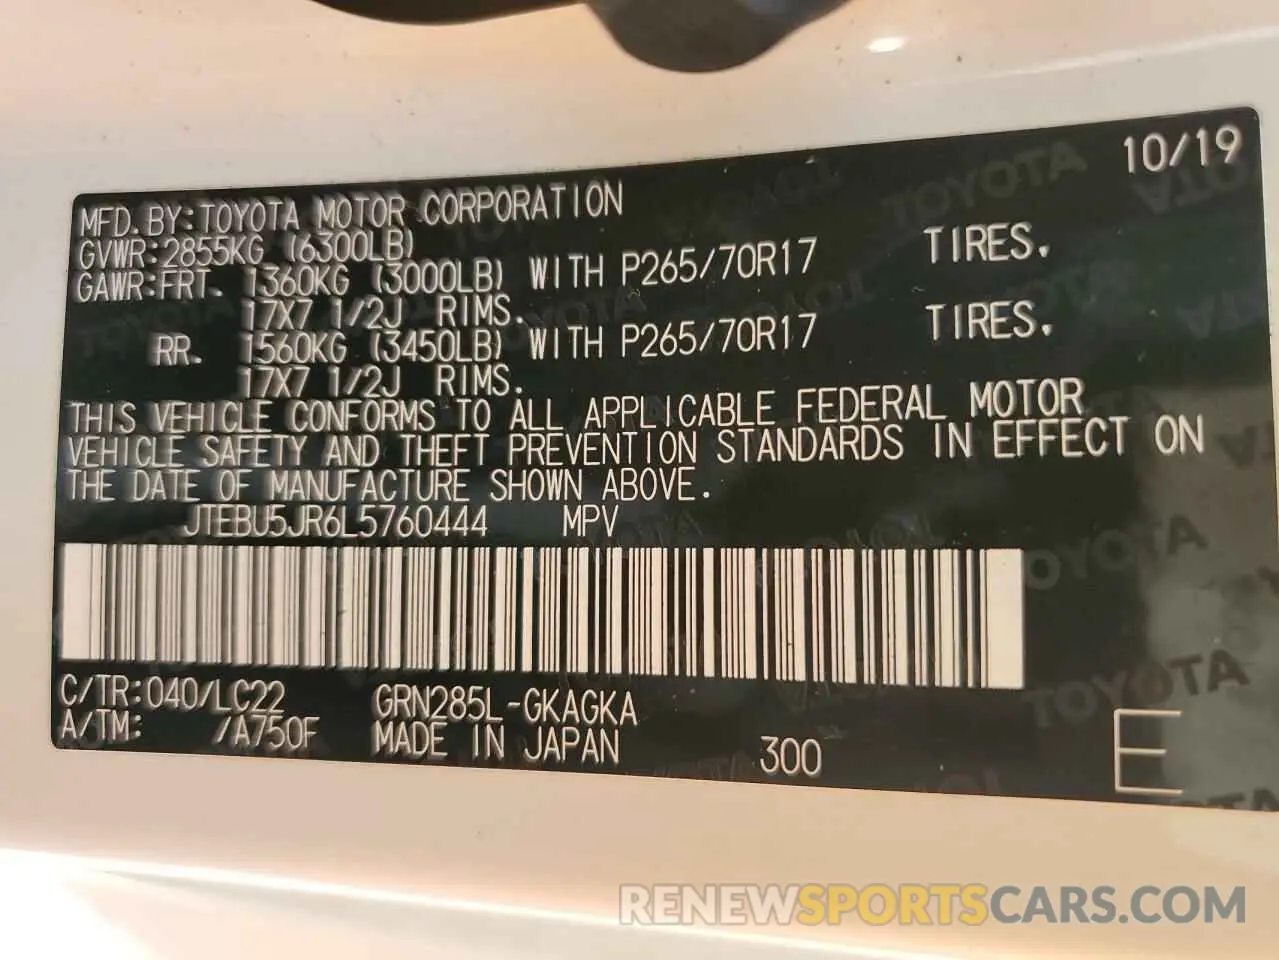 10/19
MFD. BY: TOYOTA MOTOR CORPORATION
GVWR: 2855KG (6300LB)
GAWR: FRT. 1360KG (3000LB) WITH P265/70R17 TIRES.
17X7 1/2J RIMS.
RR. 1560KG (3450LB) WITH P265/70R17 TIRES.
17X7 1/2J RIMS.
THIS VEHICLE CONFORMS TO ALL APPLICABLE FEDERAL MOTOR
VEHICLE SAFETY AND THEFT PREVENTION STANDARDS IN EFFECT ON
THE DATE OF MANUFACTURE SHOWN ABOVE.
JTEBU5JR6L5760444 MPV
C/TR: 040/LC22 GRN285L-GKAGKA
A/TM: /A750F MADE IN JAPAN 300 E
TOYOTA
RENEWSPORTSCARS.COM